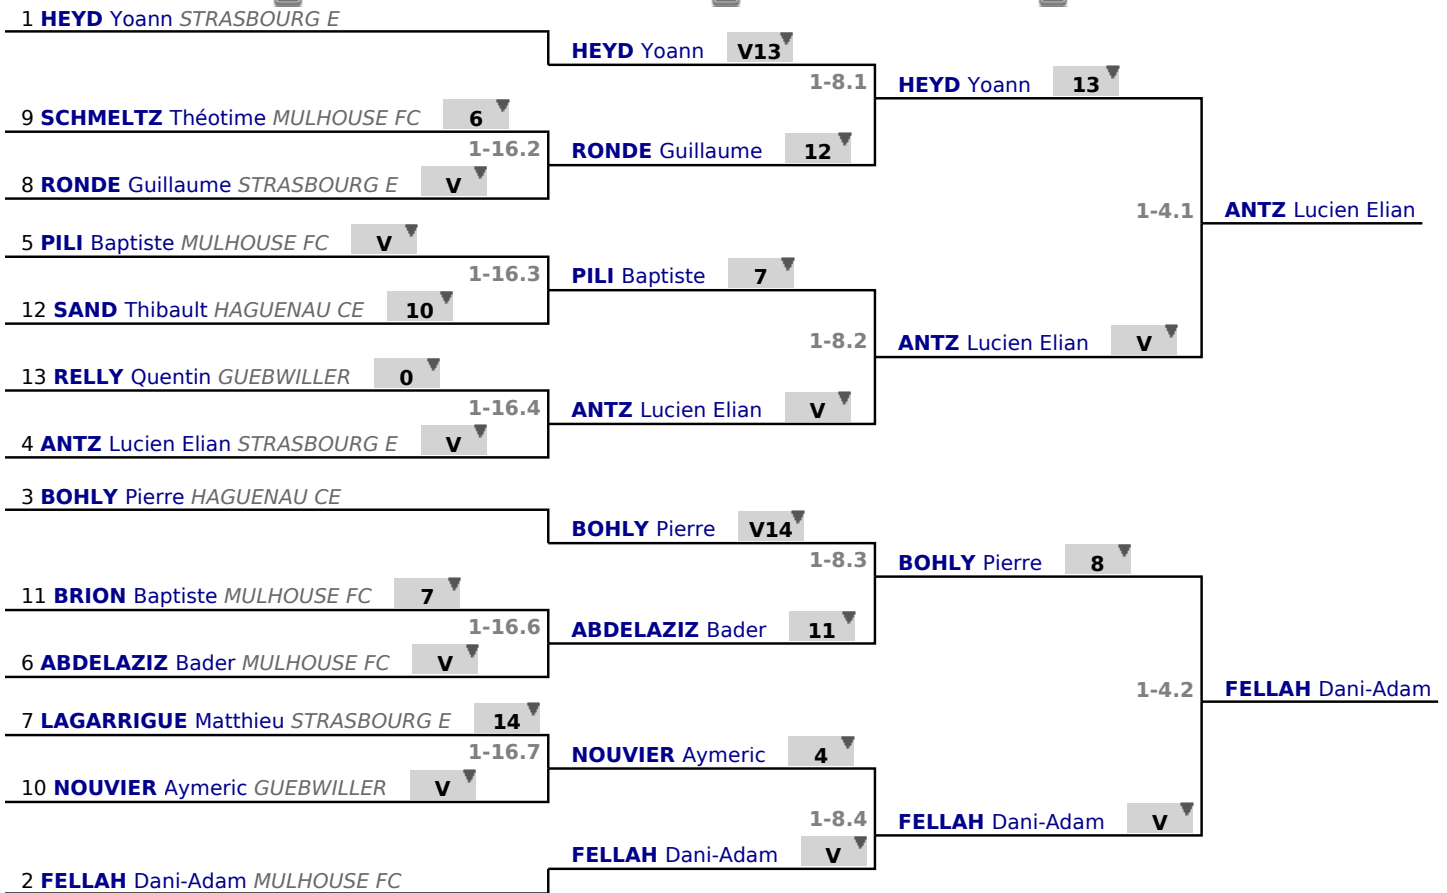 1 HEYD Yoann STRASBOURG E
HEYD Yoann V13
1-8.1
HEYD Yoann 13
9 SCHMELTZ Théotime MULHOUSE FC 6
1-16.2
RONDE Guillaume 12
8 RONDE Guillaume STRASBOURG E V
1-4.1
ANTZ Lucien Elian
5 PILI Baptiste MULHOUSE FC V
1-16.3
PILI Baptiste 7
12 SAND Thibault HAGUENAU CE 10
1-8.2
ANTZ Lucien Elian V
13 RELLY Quentin GUEBWILLER 0
1-16.4
ANTZ Lucien Elian V
4 ANTZ Lucien Elian STRASBOURG E V
3 BOHLY Pierre HAGUENAU CE
BOHLY Pierre V14
1-8.3
BOHLY Pierre 8
11 BRION Baptiste MULHOUSE FC 7
1-16.6
ABDELAZIZ Bader 11
6 ABDELAZIZ Bader MULHOUSE FC V
1-4.2
FELLAH Dani-Adam
7 LAGARRIGUE Matthieu STRASBOURG E 14
1-16.7
NOUVIER Aymeric 4
10 NOUVIER Aymeric GUEBWILLER V
1-8.4
FELLAH Dani-Adam V
FELLAH Dani-Adam V
2 FELLAH Dani-Adam MULHOUSE FC